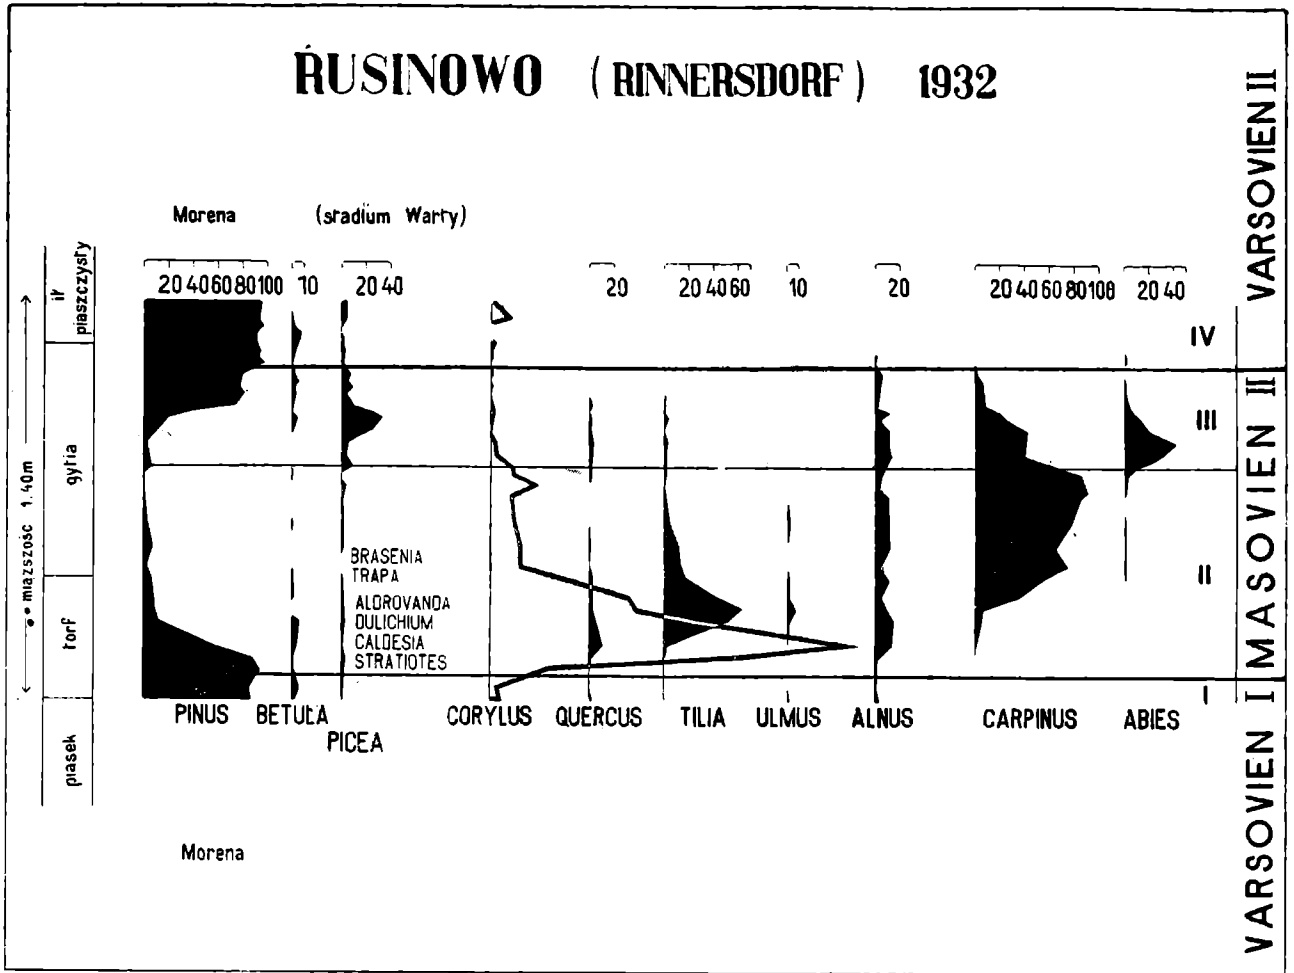 RUSINOWO (RINNERSDORF) 1932
Morena (stadium Warty)
20 40 60 80 100 10 20 40 20 20 40 60 10 20 20 40 60 80 100 20 40
ił piaszczysty
gytia
torf
piasek
miąższość 1.40m
BRASENIA
TRAPA
ALDROVANDA
DULICHIUM
CALDESIA
STRATIOTES
IV
III
II
I
PINUS BETULA PICEA CORYLUS QUERCUS TILIA ULMUS ALNUS CARPINUS ABIES
Morena
VARSOVIEN II
MASOVIEN II
VARSOVIEN I